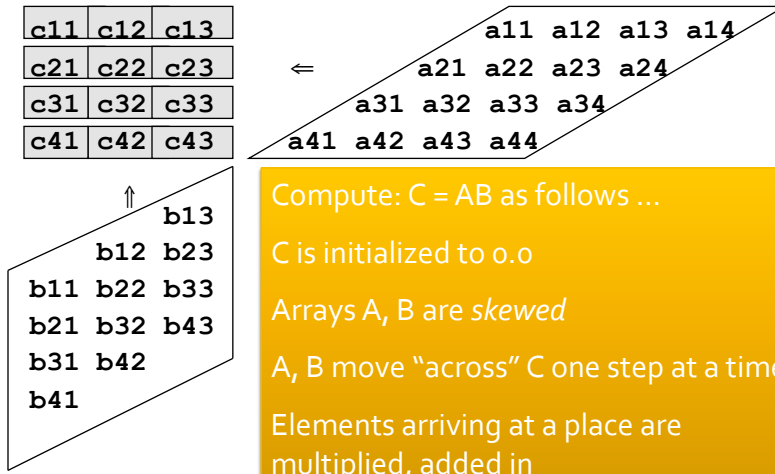 c11 c12 c13 a11 a12 a13 a14
c21 c22 c23 ⇐ a21 a22 a23 a24
c31 c32 c33 a31 a32 a33 a34
c41 c42 c43 a41 a42 a43 a44
⇑
b13
b12 b23
b11 b22 b33
b21 b32 b43
b31 b42
b41
Compute: C = AB as follows …
C is initialized to 0.0
Arrays A, B are skewed
A, B move “across” C one step at a time
Elements arriving at a place are
multiplied, added in